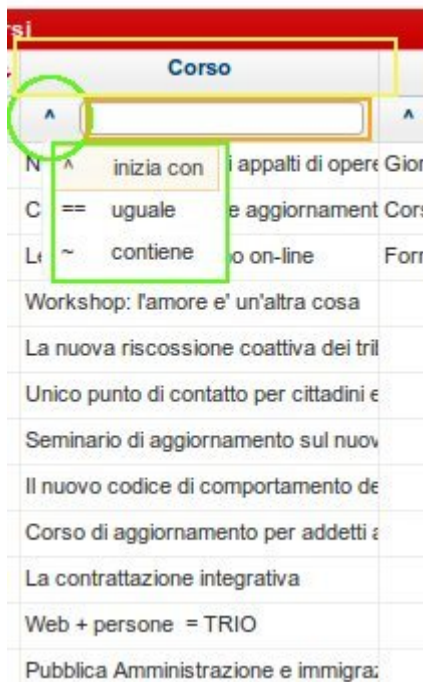 rsi
Corso
^ ^
N ^ inizia con i appalti di opere Gior
C == uguale e aggiornament Cors
Le ~ contiene o on-line Forr
Workshop: l'amore e' un'altra cosa
La nuova riscossione coattiva dei tril
Unico punto di contatto per cittadini e
Seminario di aggiornamento sul nuov
Il nuovo codice di comportamento de
Corso di aggiornamento per addetti a
La contrattazione integrativa
Web + persone = TRIO
Pubblica Amministrazione e immigraz